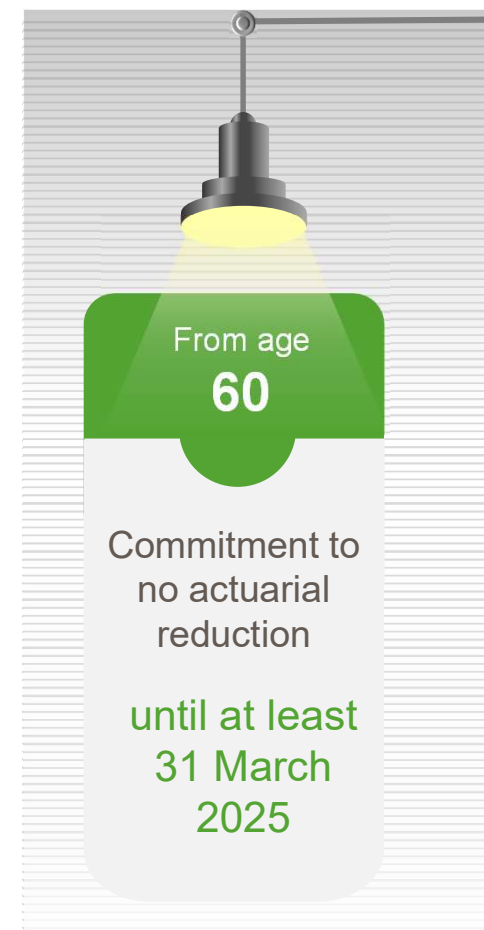 From age
60
Commitment to
no actuarial
reduction
until at least
31 March
2025